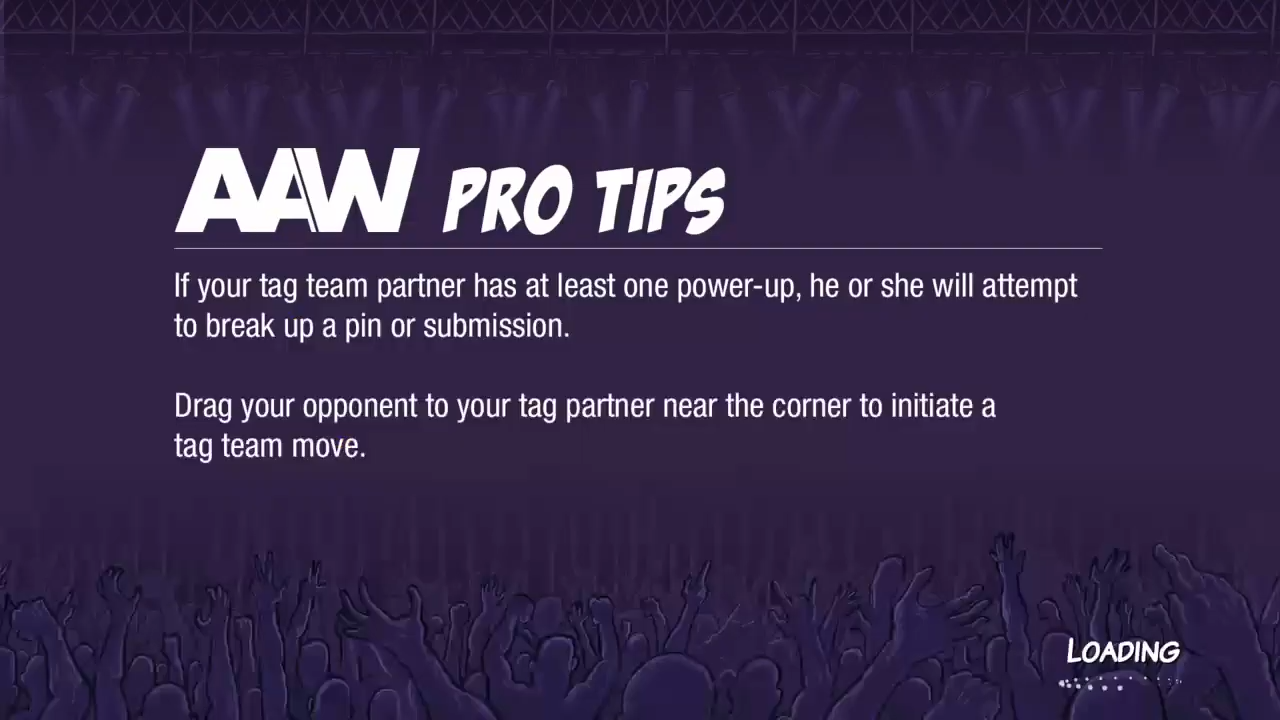 AAW PRO TIPS
If your tag team partner has at least one power-up, he or she will attempt
to break up a pin or submission.
Drag your opponent to your tag partner near the corner to initiate a
tag team move.
LOADING